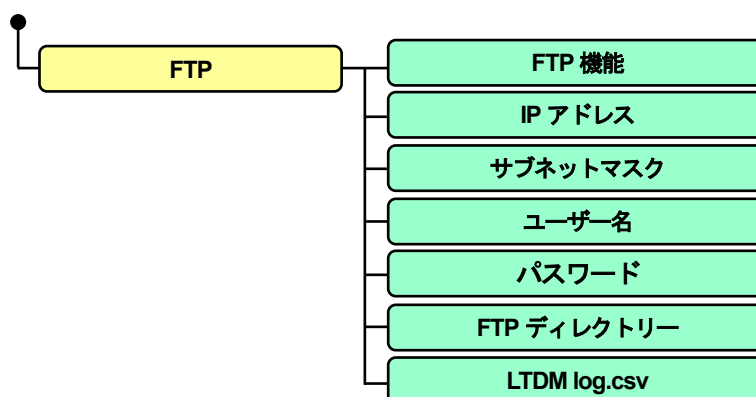 FTP
FTP 機能
IP アドレス
サブネットマスク
ユーザー名
パスワード
FTP ディレクトリー
LTDM log.csv